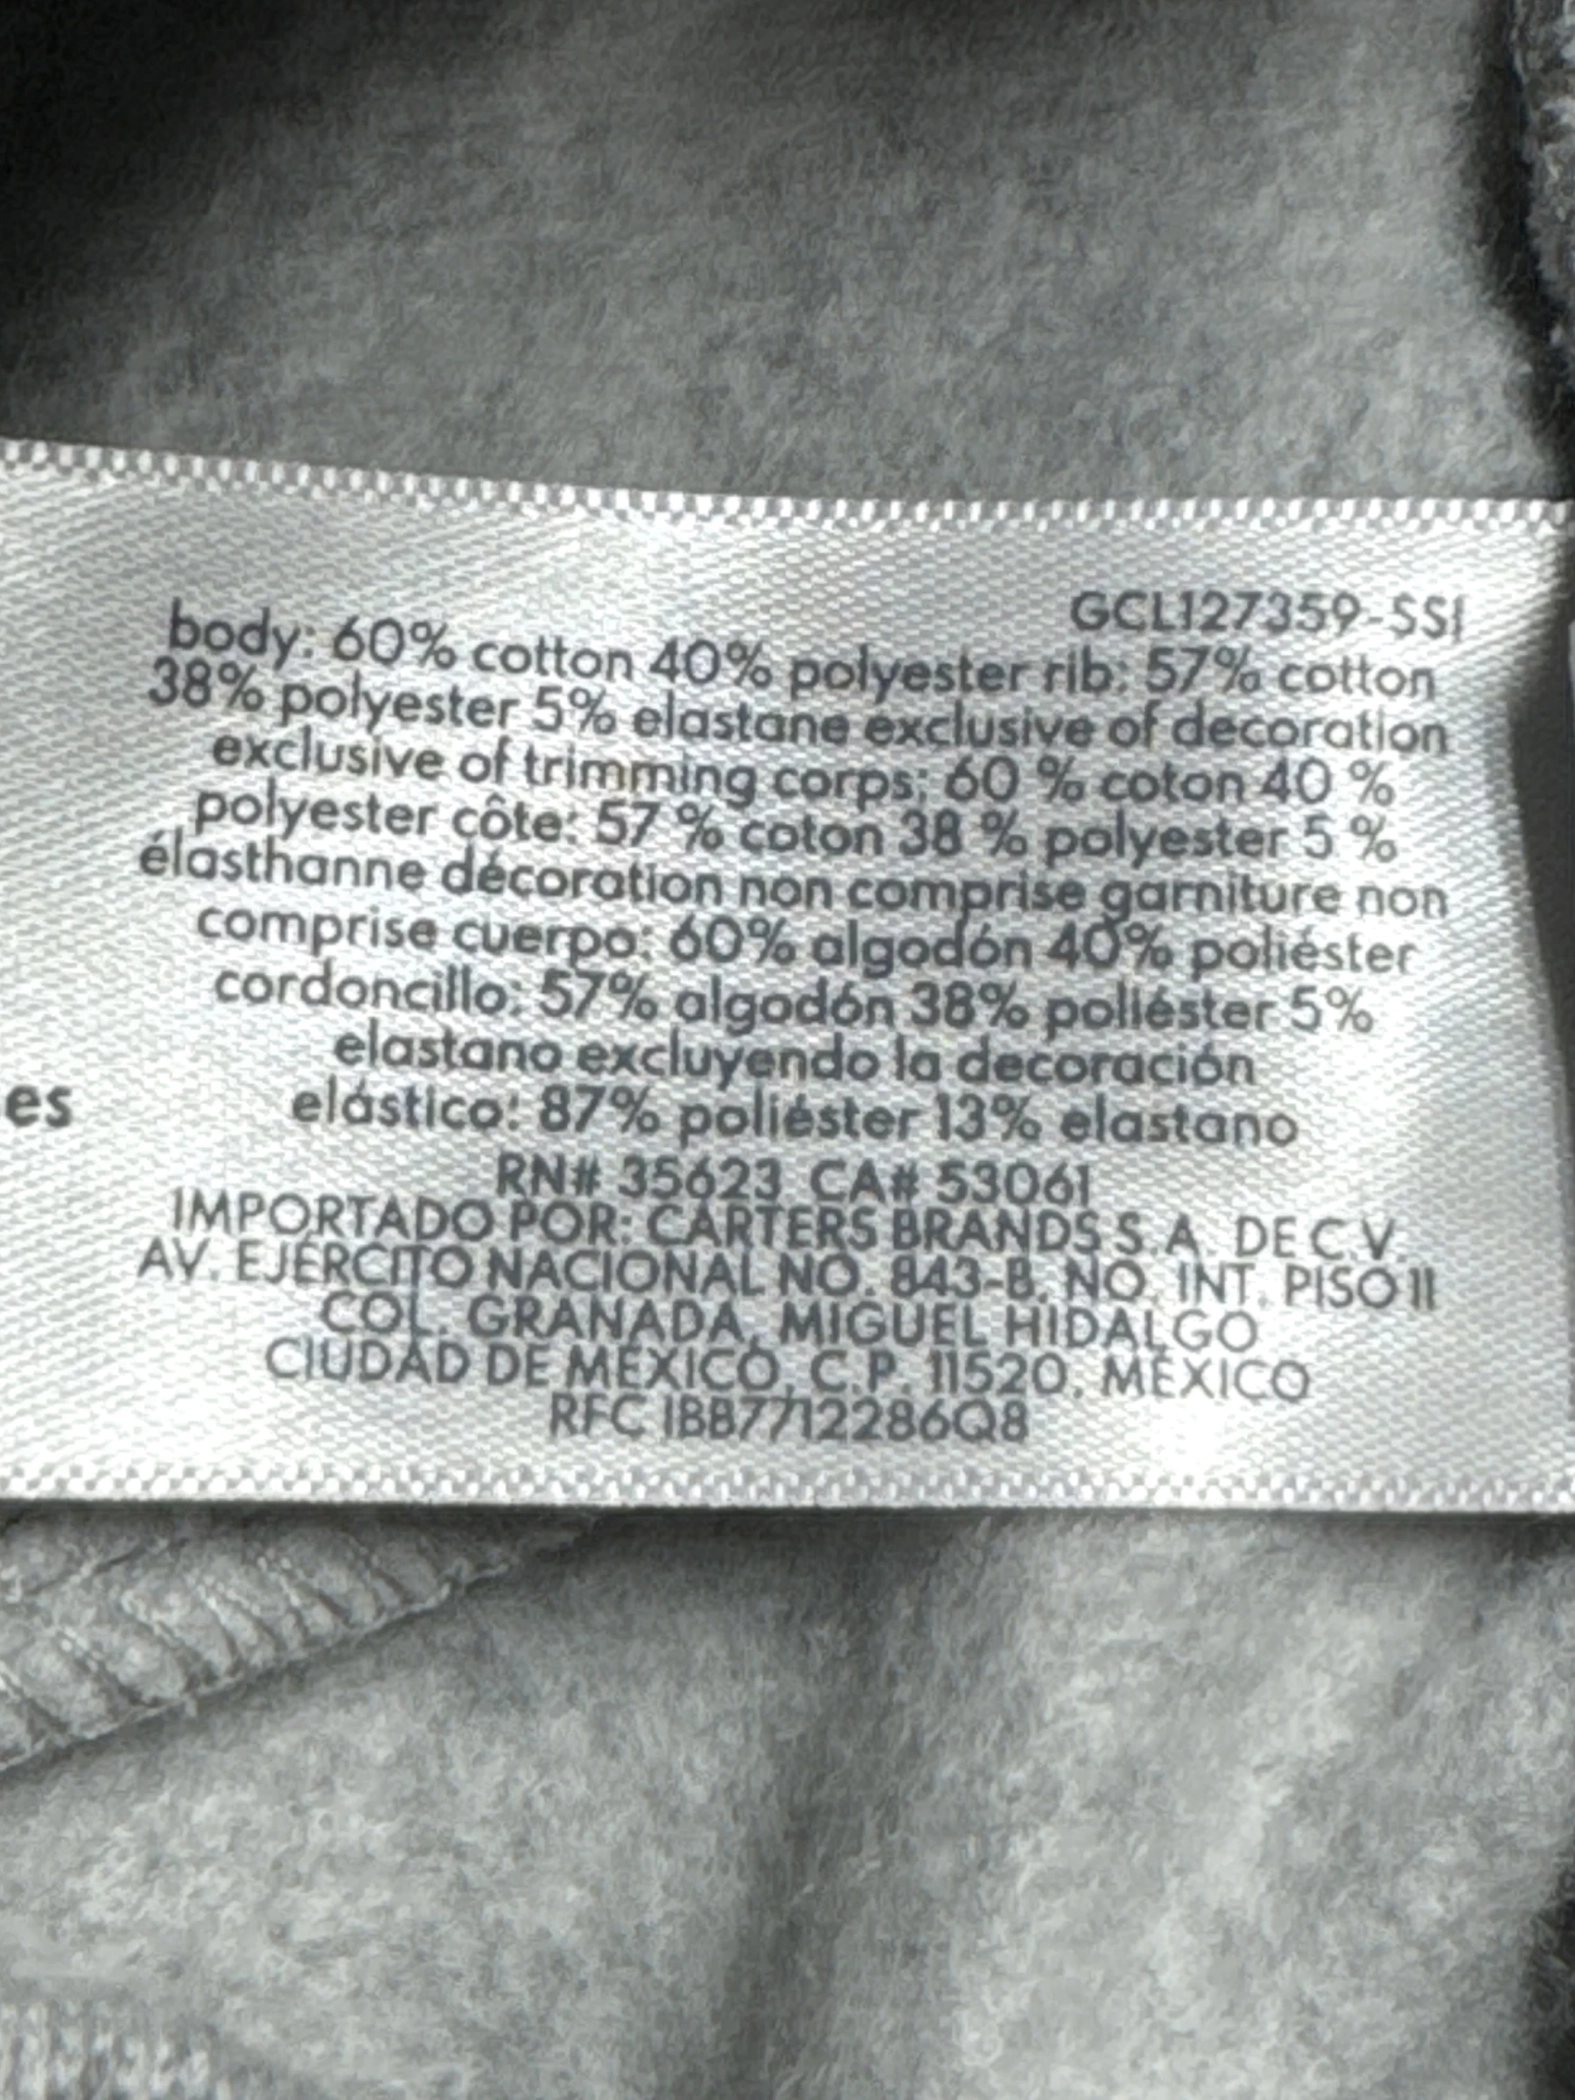 GCL127359-SS1
body: 60% cotton 40% polyester rib: 57% cotton
38% polyester 5% elastane exclusive of decoration
exclusive of trimming corps: 60 % coton 40 %
polyester côte: 57 % coton 38 % polyester 5 %
élasthanne décoration non comprise garniture non
comprise cuerpo: 60% algodón 40% poliéster
cordoncillo: 57% algodón 38% poliéster 5%
elastano excluyendo la decoración
elástico: 87% poliéster 13% elastano
es
RN# 35623 CA# 53061
IMPORTADO POR: CARTERS BRANDS S.A. DE C.V.
AV. EJÉRCITO NACIONAL NO. 843-B, NO. INT. PISO 11
COL. GRANADA, MIGUEL HIDALGO
CIUDAD DE MÉXICO, C.P. 11520, MÉXICO
RFC IBB7712286Q8